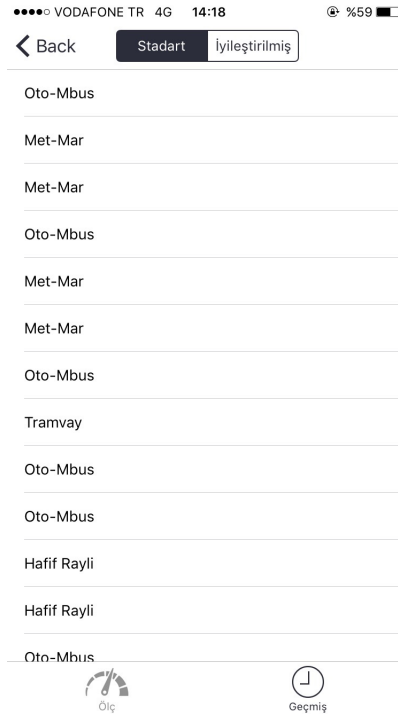 VODAFONE TR 4G 14:18 %59
Back Stadart İyileştirilmiş
Oto-Mbus
Met-Mar
Met-Mar
Oto-Mbus
Met-Mar
Met-Mar
Oto-Mbus
Tramvay
Oto-Mbus
Oto-Mbus
Hafif Rayli
Hafif Rayli
Oto-Mbus
Ölç Geçmiş